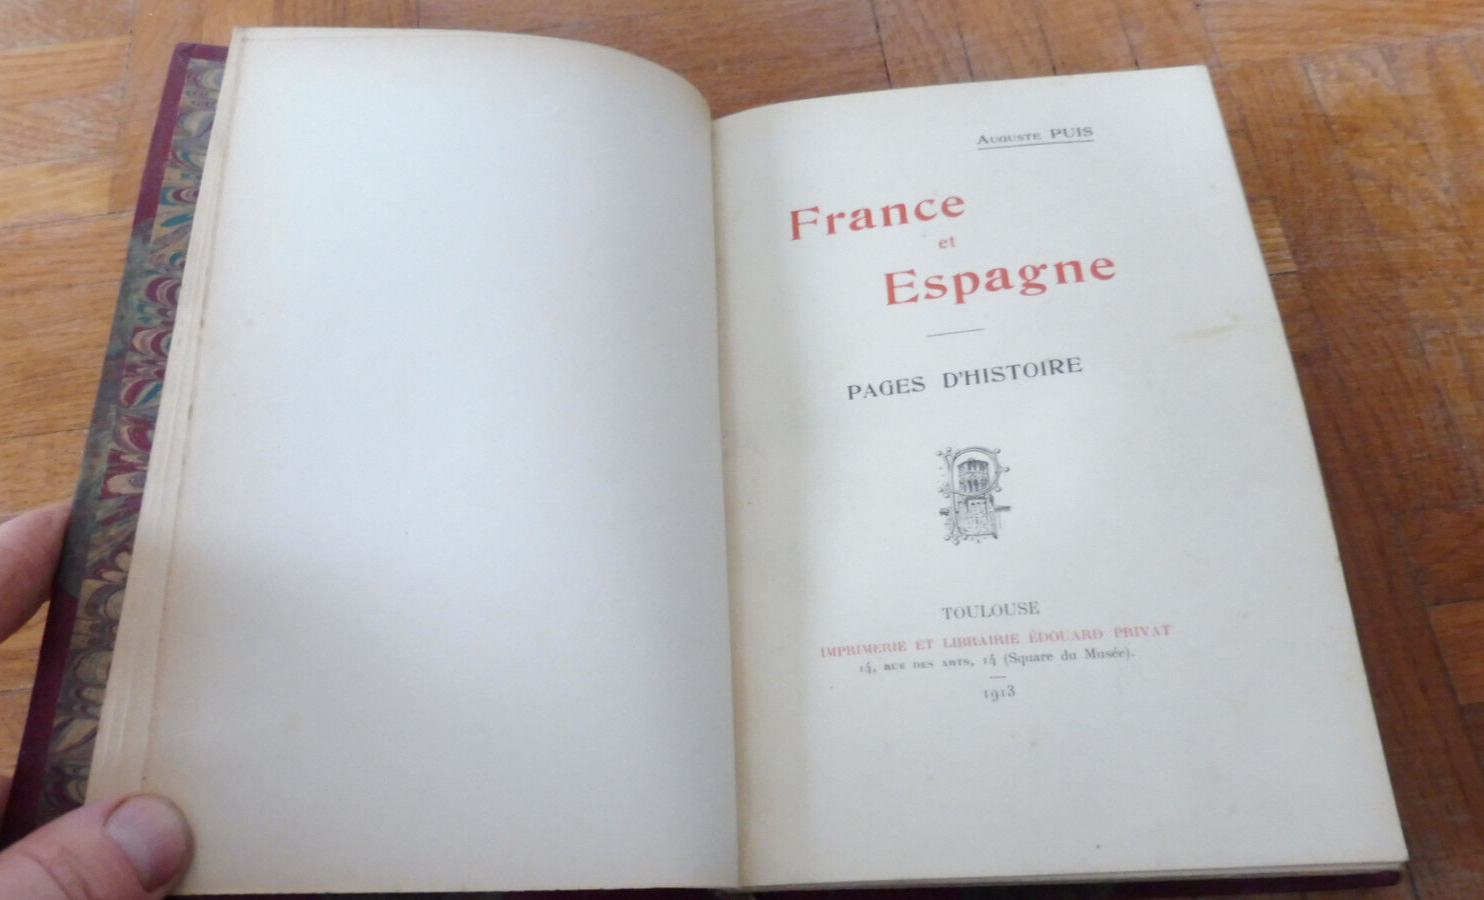 Auguste PUIS
France
et
Espagne
PAGES D'HISTOIRE
TOULOUSE
IMPRIMERIE ET LIBRAIRIE ÉDOUARD PRIVAT
14, RUE DES ARTS, 14 (Square du Musée).
1913